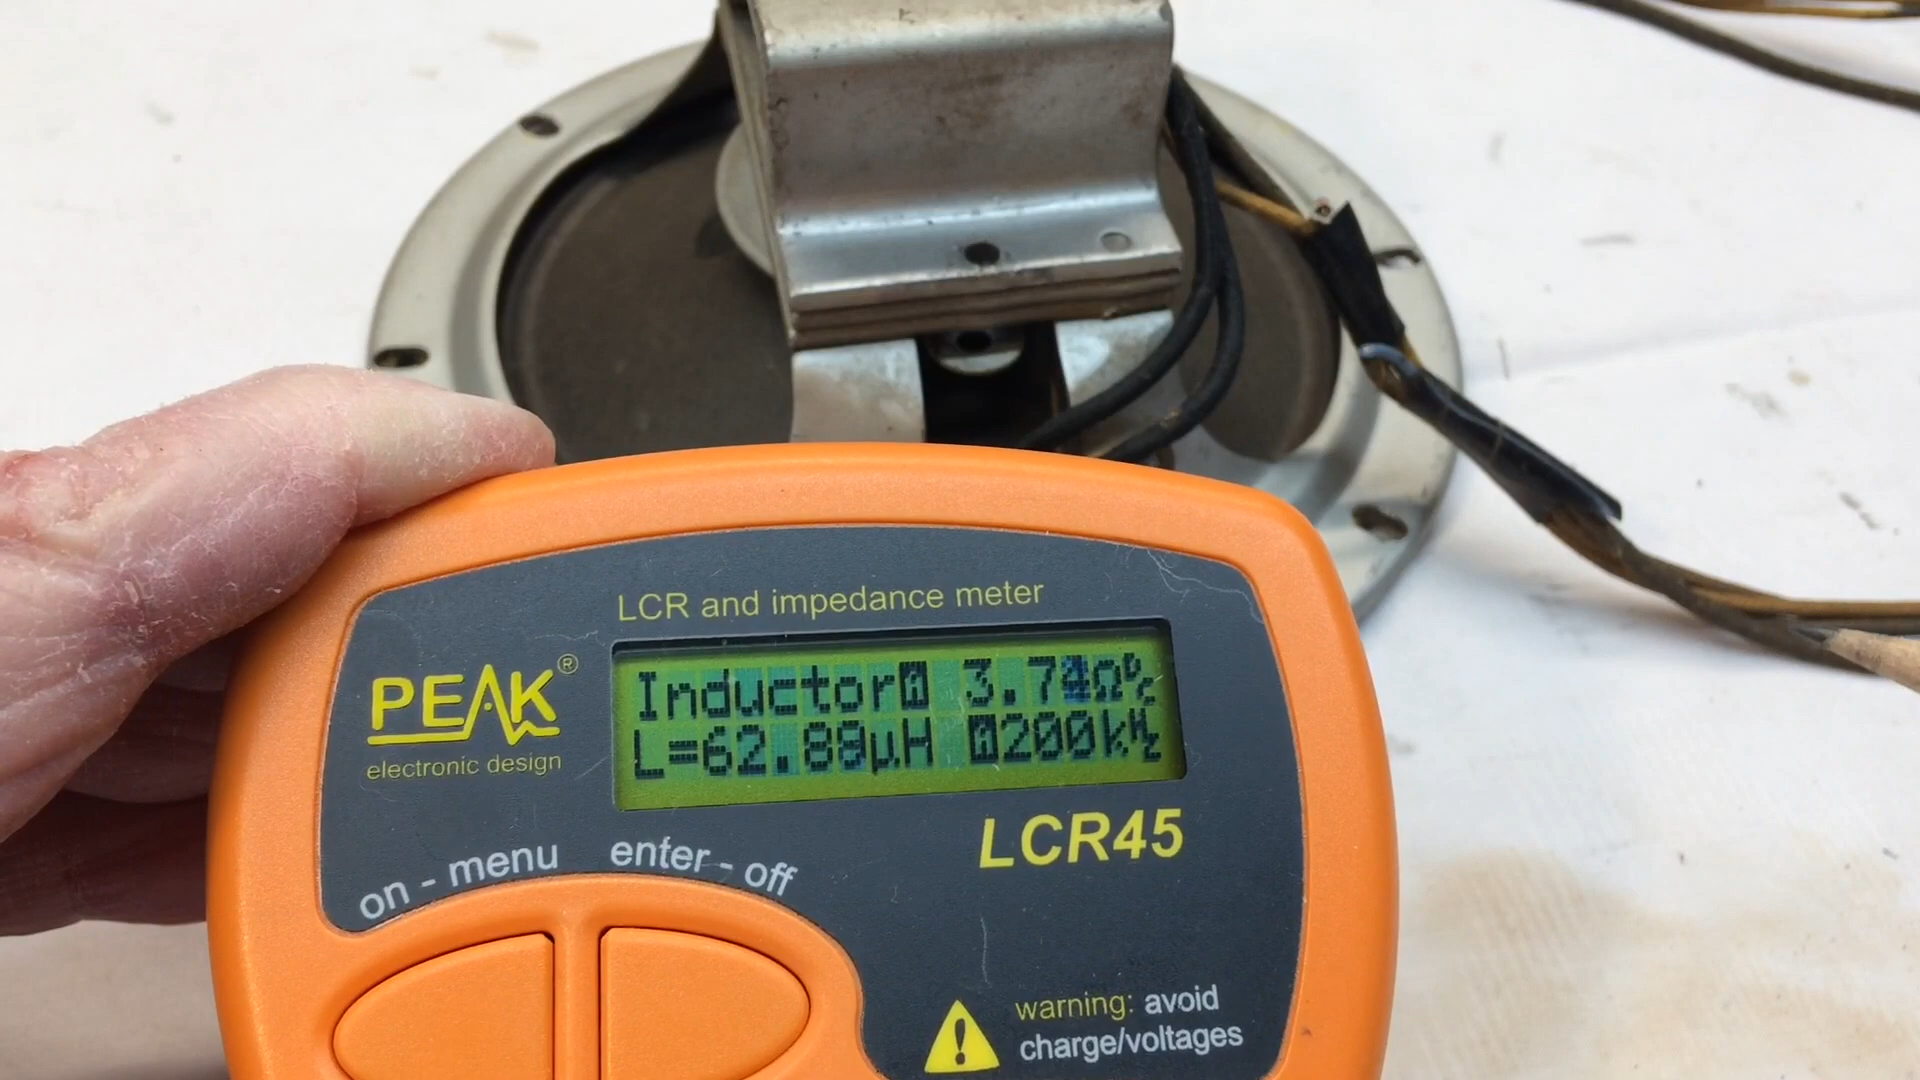 LCR and impedance meter
PEAK®
electronic design
Inductor 3.7 Ω
L=62.88µH 200kHz
LCR45
on - menu
enter - off
warning: avoid
charge/voltages